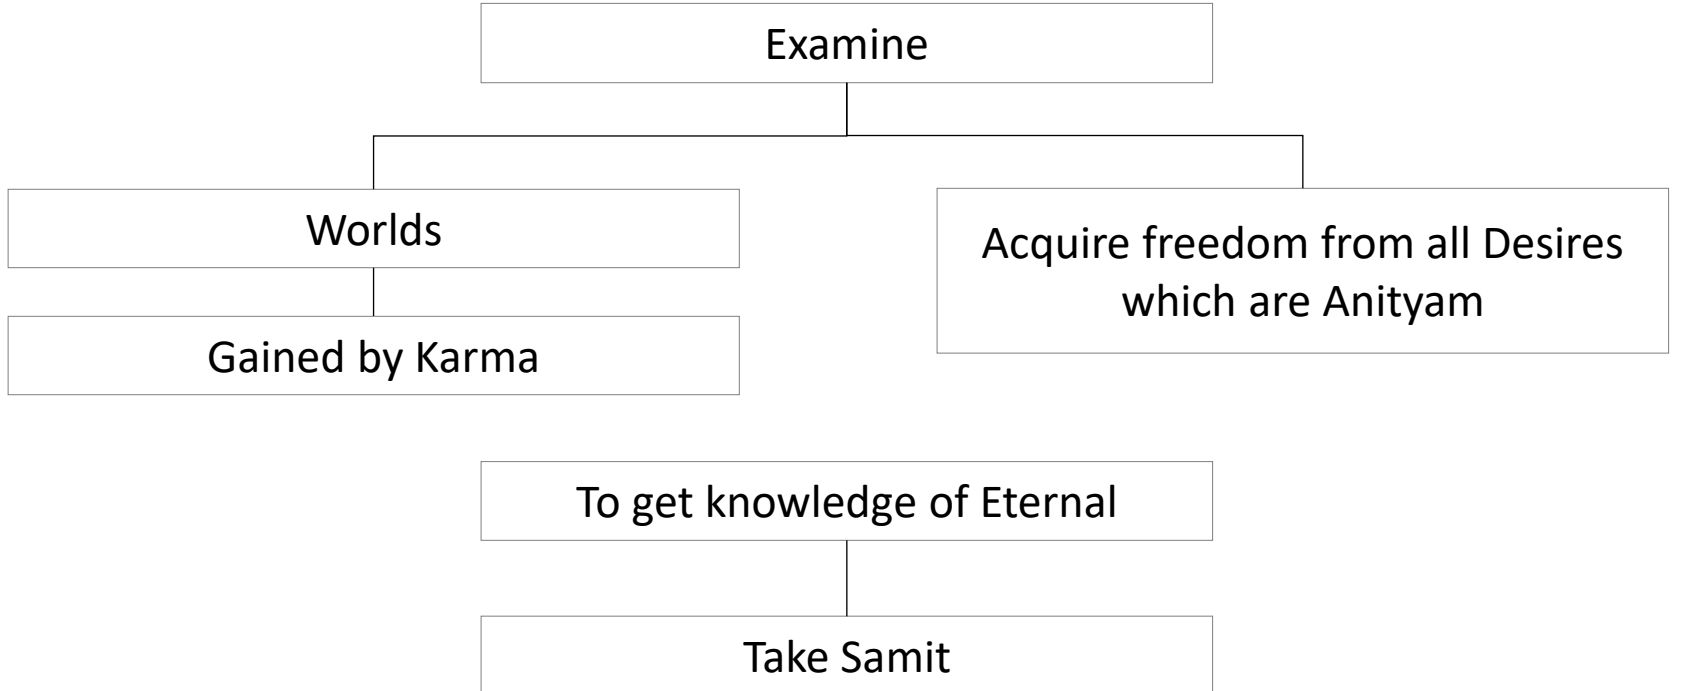 Examine
Worlds
Gained by Karma
Acquire freedom from all Desires
which are Anityam
To get knowledge of Eternal
Take Samit